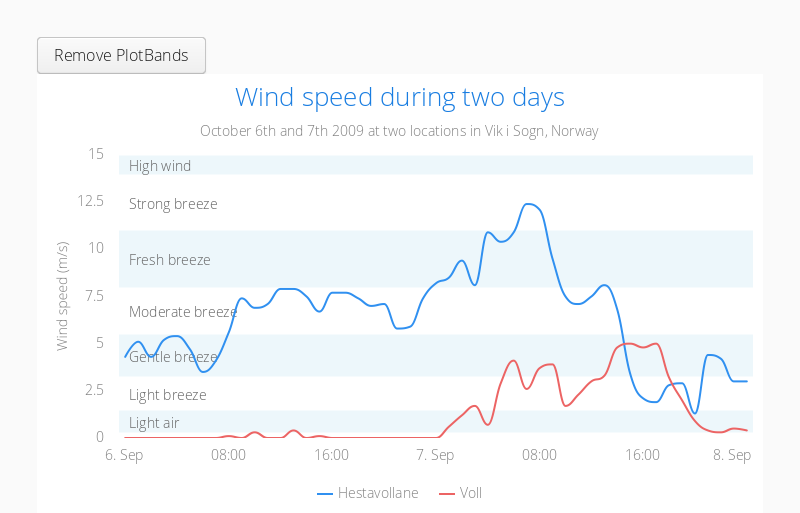 Remove PlotBands
Wind speed during two days
October 6th and 7th 2009 at two locations in Vik i Sogn, Norway
Wind speed (m/s)
15
High wind
12.5
Strong breeze
10
Fresh breeze
7.5
Moderate breeze
5
Gentle breeze
2.5
Light breeze
Light air
0
6. Sep 08:00 16:00 7. Sep 08:00 16:00 8. Sep
Hestavollane Voll